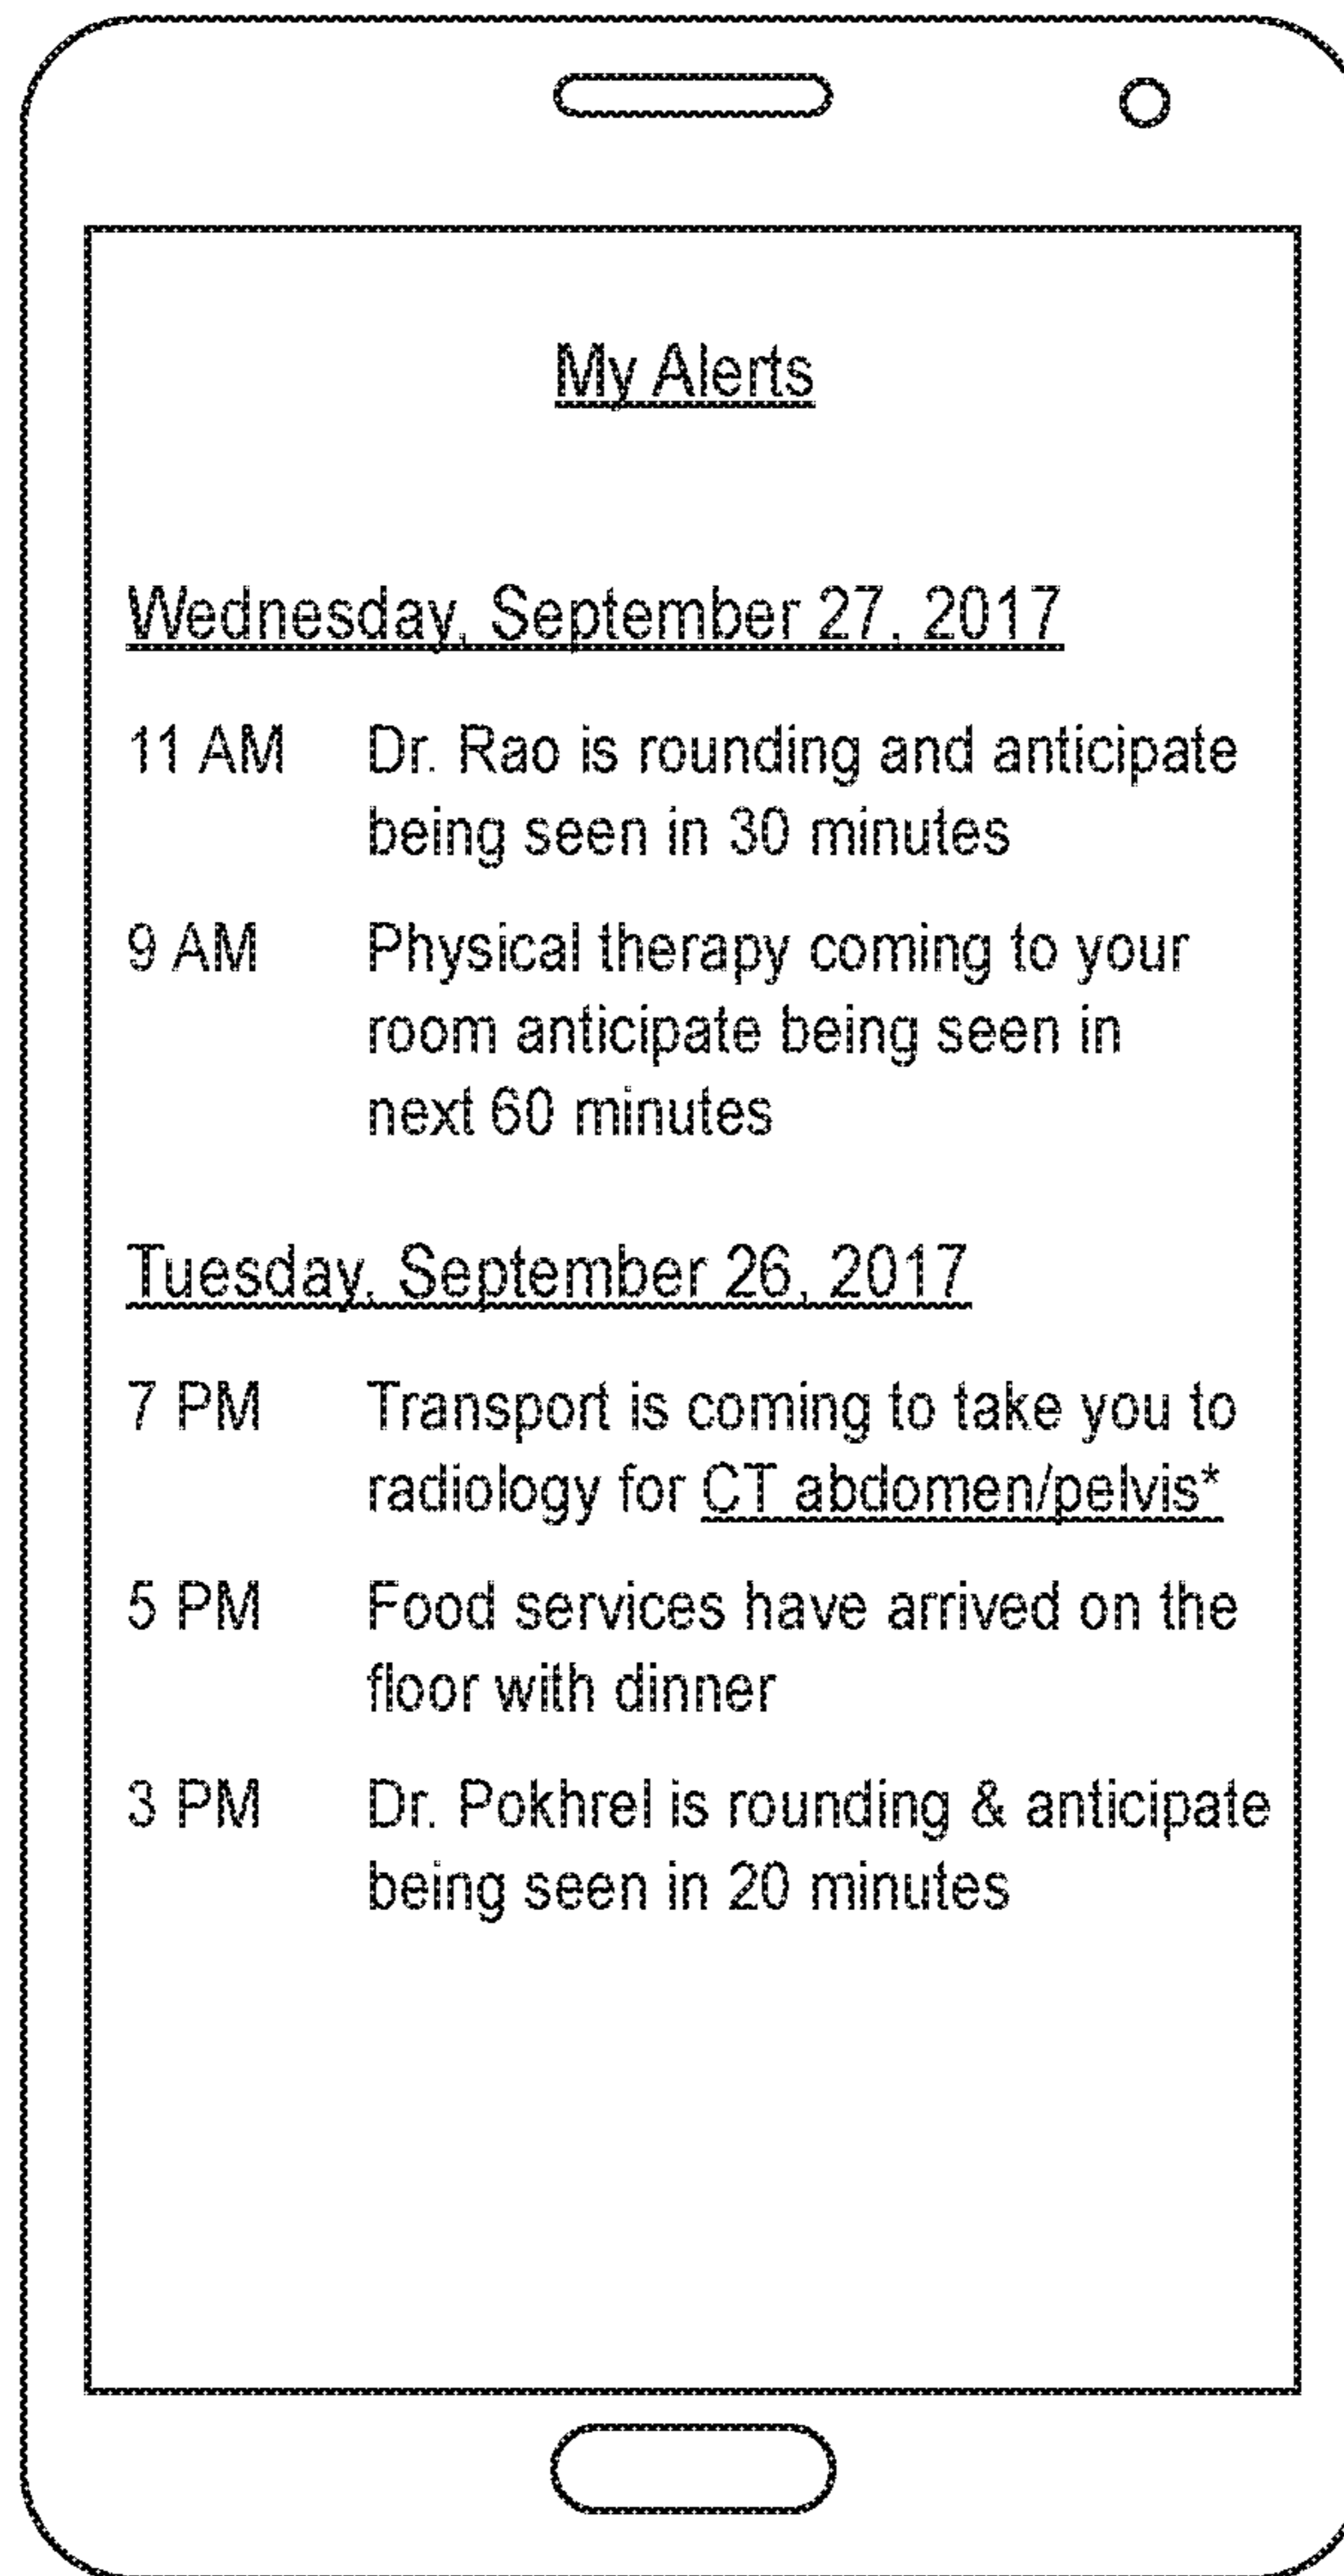 My Alerts
Wednesday, September 27, 2017
11 AM Dr. Rao is rounding and anticipate
being seen in 30 minutes
9 AM Physical therapy coming to your
room anticipate being seen in
next 60 minutes
Tuesday, September 26, 2017
7 PM Transport is coming to take you to
radiology for CT abdomen/pelvis*
5 PM Food services have arrived on the
floor with dinner
3 PM Dr. Pokhrel is rounding & anticipate
being seen in 20 minutes